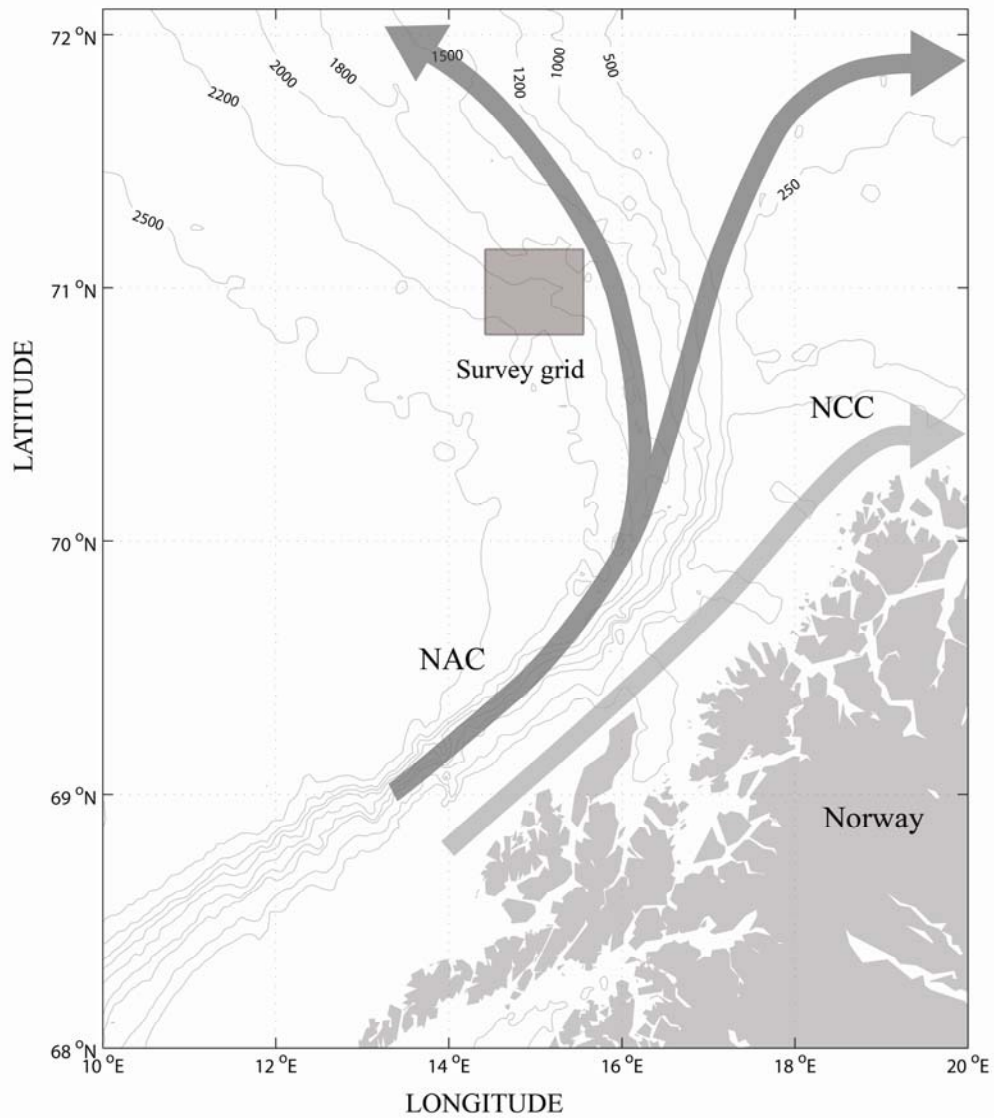 72 °N
1500
1000
500
1200
1800
2000
2200
250
2500
71 °N
Survey grid
LATITUDE
NCC
70 °N
NAC
69 °N
Norway
68 °N
10 °E
12 °E
14 °E
16 °E
18 °E
20 °E
LONGITUDE